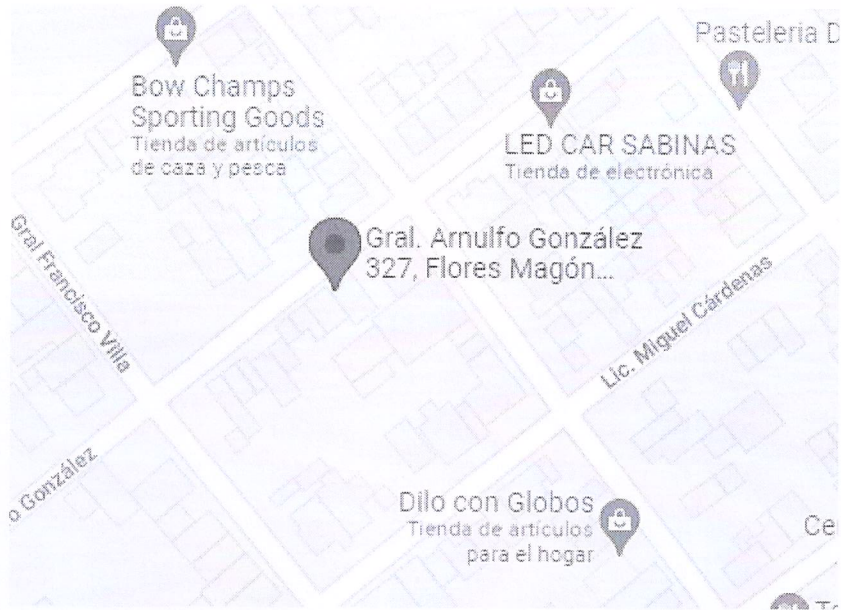 Pasteleria D
Bow Champs
Sporting Goods
Tienda de artículos
de caza y pesca
LED CAR SABINAS
Tienda de electrónica
Gral Francisco Villa
Gral. Arnulfo González
327, Flores Magón...
Lic. Miguel Cárdenas
o González
Dilo con Globos
Tienda de artículos
para el hogar
Ce